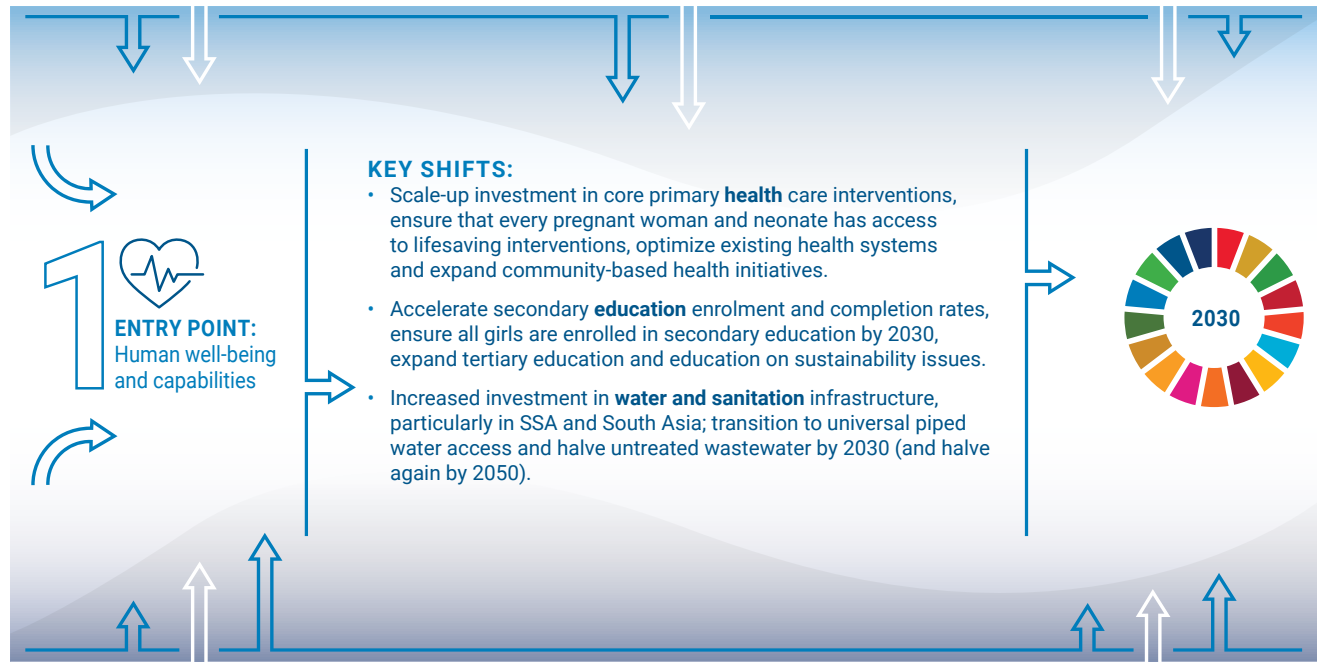 1
ENTRY POINT:
Human well-being
and capabilities
KEY SHIFTS:
• Scale-up investment in core primary health care interventions,
ensure that every pregnant woman and neonate has access
to lifesaving interventions, optimize existing health systems
and expand community-based health initiatives.
• Accelerate secondary education enrolment and completion rates,
ensure all girls are enrolled in secondary education by 2030,
expand tertiary education and education on sustainability issues.
• Increased investment in water and sanitation infrastructure,
particularly in SSA and South Asia; transition to universal piped
water access and halve untreated wastewater by 2030 (and halve
again by 2050).
2030